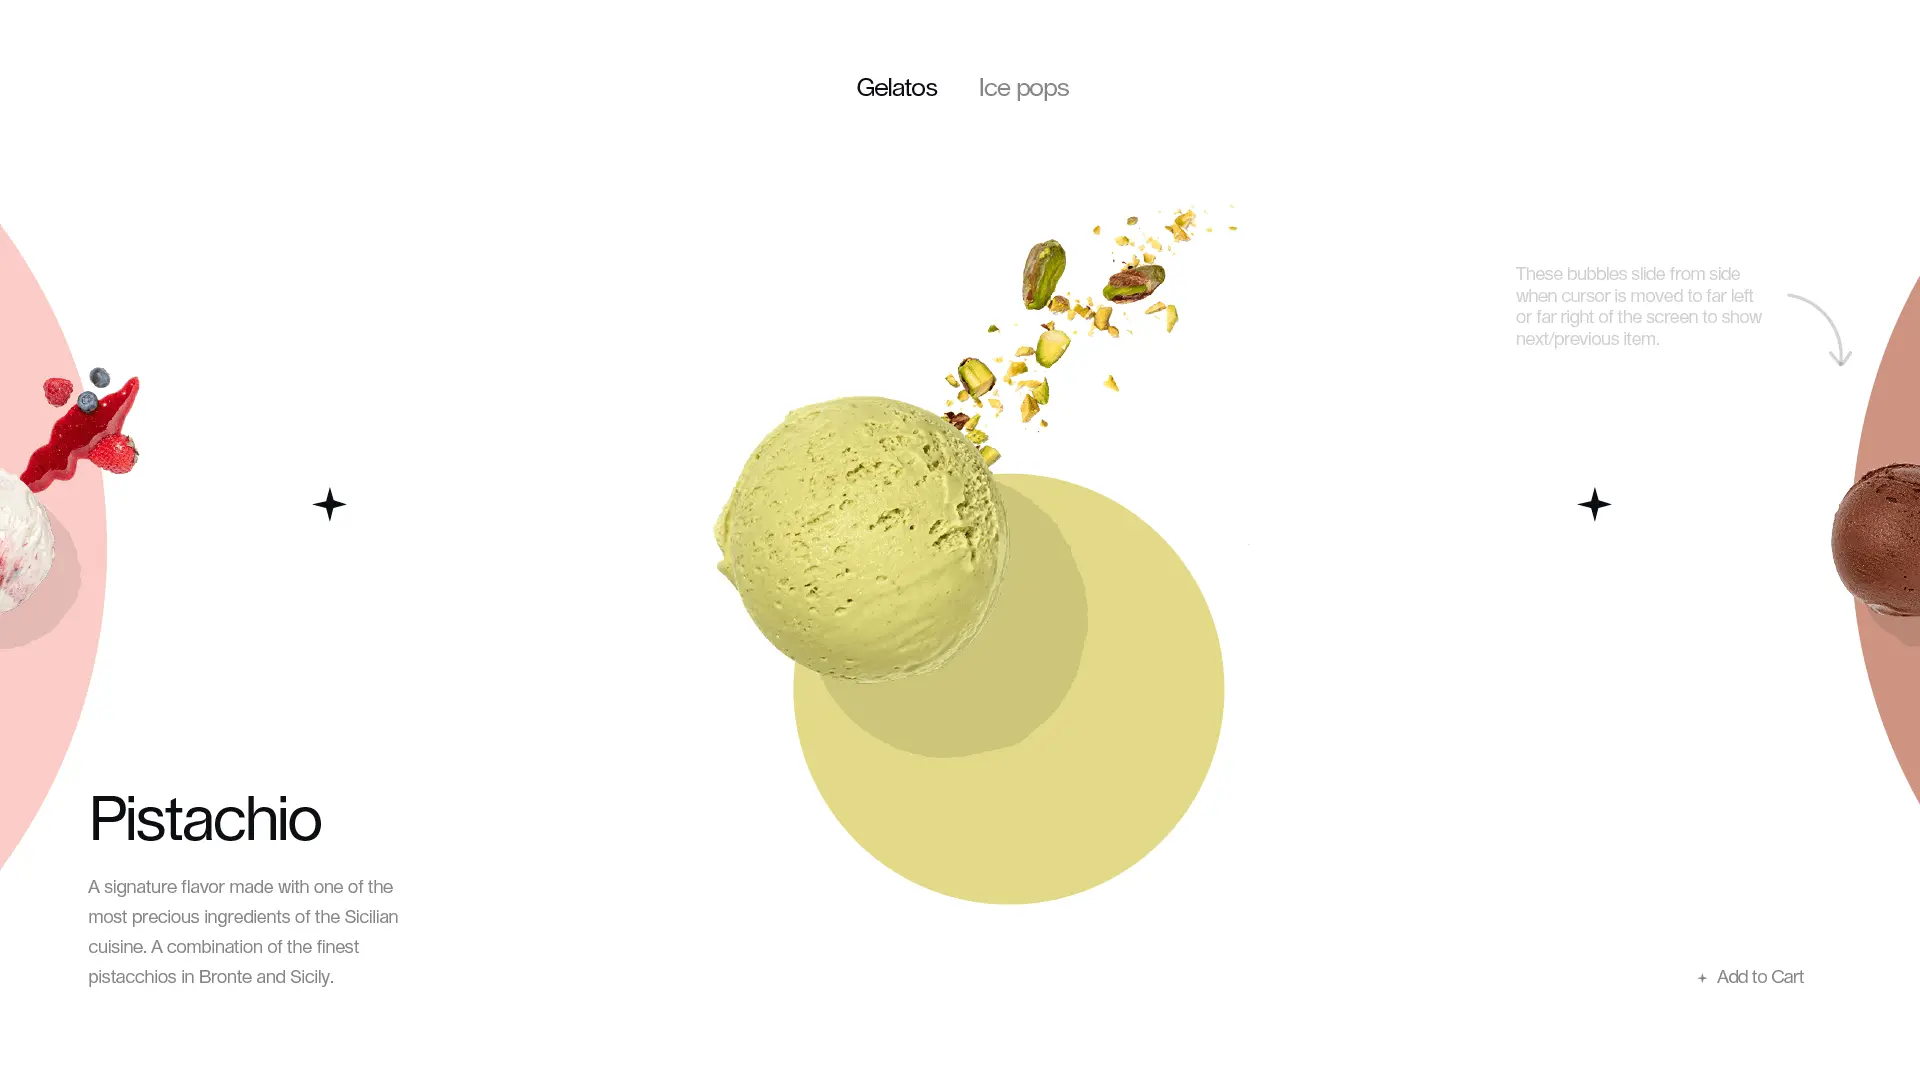 Gelatos
Ice pops
These bubbles slide from side
when cursor is moved to far left
or far right of the screen to show
next/previous item.
Pistachio
A signature flavor made with one of the
most precious ingredients of the Sicilian
cuisine. A combination of the finest
pistacchios in Bronte and Sicily.
Add to Cart